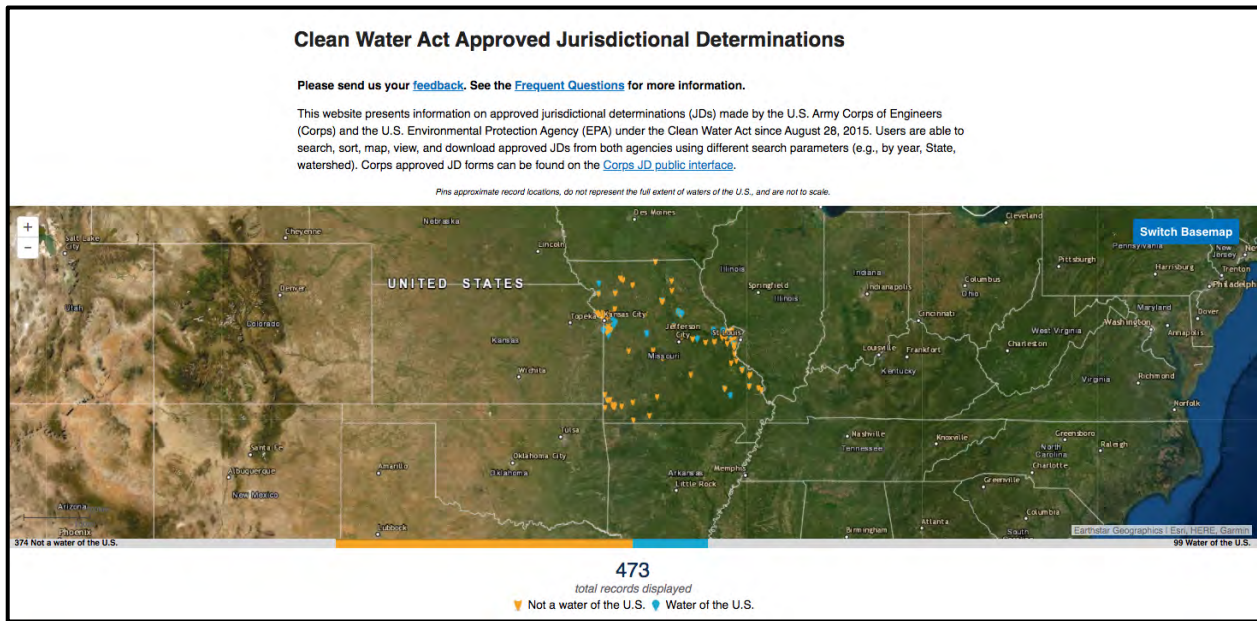 Clean Water Act Approved Jurisdictional Determinations
Please send us your feedback. See the Frequent Questions for more information.
This website presents information on approved jurisdictional determinations (JDs) made by the U.S. Army Corps of Engineers
(Corps) and the U.S. Environmental Protection Agency (EPA) under the Clean Water Act since August 28, 2015. Users are able to
search, sort, map, view, and download approved JDs from both agencies using different search parameters (e.g., by year, State,
watershed). Corps approved JD forms can be found on the Corps JD public interface.
Pins approximate record locations, do not represent the full extent of waters of the U.S., and are not to scale.
+
−
Switch Basemap
Salt Lake
City
Cheyenne
Nebraska
Des Moines
Lincoln
Cleveland
Pennsylvania
New
Jersey
Pittsburgh
Harrisburg
Trenton
Philadelph
UNITED STATES
Denver
Illinois
Springfield
Illinois
Indiana
Indianapolis
Columbus
Ohio
Maryland
Dover
Utah
Colorado
Topeka
Kansas City
Kansas
Jefferson
City
St Louis
Missouri
Cincinnati
West Virginia
Washington
Annapolis
Louisville
Frankfort
Kentucky
Charleston
Virginia
Richmond
Norfolk
Wichita
Tulsa
Santa Fe
Albuquerque
New Mexico
Amarillo
Oklahoma City
Oklahoma
Arkansas
Little Rock
Memphis
Nashville
Tennessee
Knoxville
Greensboro
North
Carolina
Raleigh
Charlotte
Greenville
Columbia
South
Carolina
Arizona
Phoenix
Lubbock
Birmingham
Atlanta
Earthstar Geographics | Esri, HERE, Garmin
374 Not a water of the U.S.
99 Water of the U.S.
473
total records displayed
Not a water of the U.S. Water of the U.S.